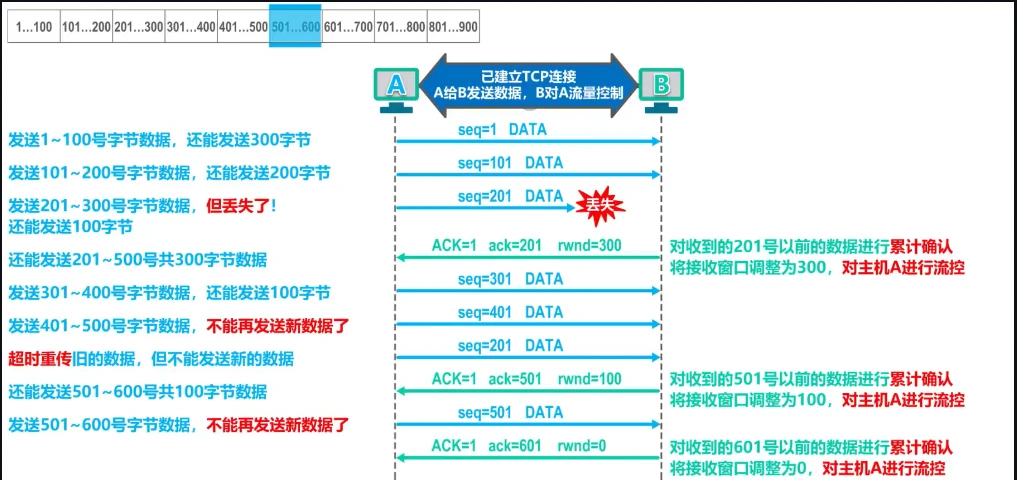 1…100 101…200 201…300 301…400 401…500 501…600 601…700 701…800 801…900
已建立TCP连接
A A给B发送数据，B对A流量控制 B
seq=1 DATA
发送1~100号字节数据，还能发送300字节
seq=101 DATA
发送101~200号字节数据，还能发送200字节
seq=201 DATA 丢失
发送201~300号字节数据，但丢失了！
还能发送100字节
ACK=1 ack=201 rwnd=300 对收到的201号以前的数据进行累计确认
还能发送201~500号共300字节数据
将接收窗口调整为300，对主机A进行流控
seq=301 DATA
发送301~400号字节数据，还能发送100字节
seq=401 DATA
发送401~500号字节数据，不能再发送新数据了
seq=201 DATA
超时重传旧的数据，但不能发送新的数据
ACK=1 ack=501 rwnd=100 对收到的501号以前的数据进行累计确认
还能发送501~600号共100字节数据
将接收窗口调整为100，对主机A进行流控
seq=501 DATA
发送501~600号字节数据，不能再发送新数据了
ACK=1 ack=601 rwnd=0 对收到的601号以前的数据进行累计确认
将接收窗口调整为0，对主机A进行流控